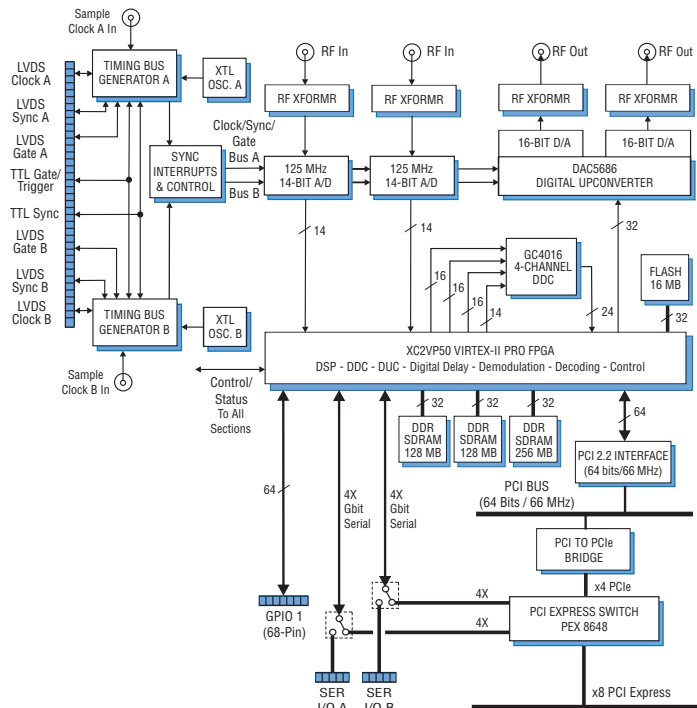 Sample
Clock A In
RF In
RF In
RF Out
RF Out
LVDS
Clock A
TIMING BUS
GENERATOR A
XTL
OSC. A
RF XFORMR
RF XFORMR
RF XFORMR
RF XFORMR
LVDS
Sync A
LVDS
Gate A
Clock/Sync/
Gate
Bus A
16-BIT D/A
16-BIT D/A
TTL Gate/
Trigger
SYNC
INTERRUPTS
& CONTROL
Bus B
125 MHz
14-BIT A/D
125 MHz
14-BIT A/D
DAC5686
DIGITAL UPCONVERTER
TTL Sync
LVDS
Gate B
14
14
32
GC4016
4-CHANNEL
DDC
FLASH
16 MB
LVDS
Sync B
16
16
16
14
24
32
LVDS
Clock B
TIMING BUS
GENERATOR B
XTL
OSC. B
XC2VP50 VIRTEX-II PRO FPGA
DSP - DDC - DUC - Digital Delay - Demodulation - Decoding - Control
Sample
Clock B In
Control/
Status
To All
Sections
32
32
32
64
DDR
SDRAM
128 MB
DDR
SDRAM
128 MB
DDR
SDRAM
256 MB
PCI 2.2 INTERFACE
(64 bits/66 MHz)
64
4X
Gbit
Serial
4X
Gbit
Serial
PCI BUS
(64 Bits / 66 MHz)
PCI TO PCIe
BRIDGE
x4 PCIe
4X
4X
PCI EXPRESS SWITCH
PEX 8648
GPIO 1
(68-Pin)
x8 PCI Express
SER
I/O A
SER
I/O B